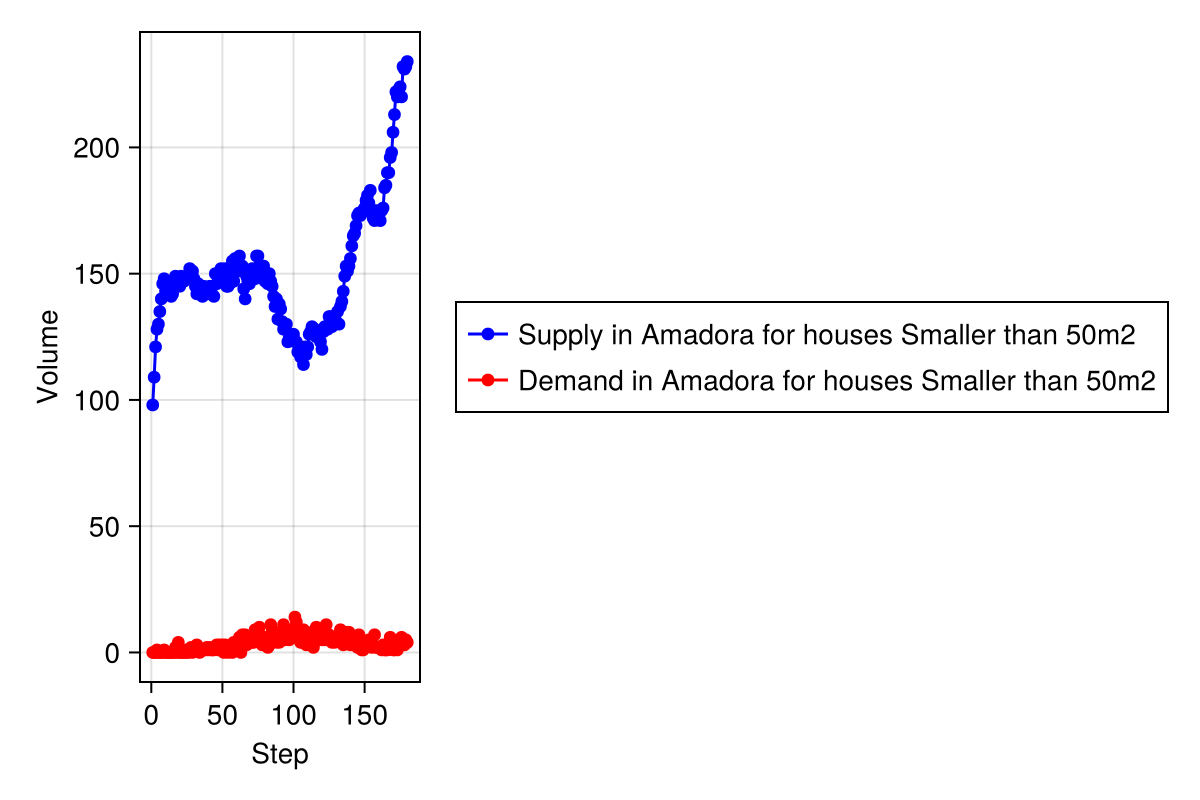 200
150
100
50
0
Volume
0 50 100 150
Step
Supply in Amadora for houses Smaller than 50m2
Demand in Amadora for houses Smaller than 50m2